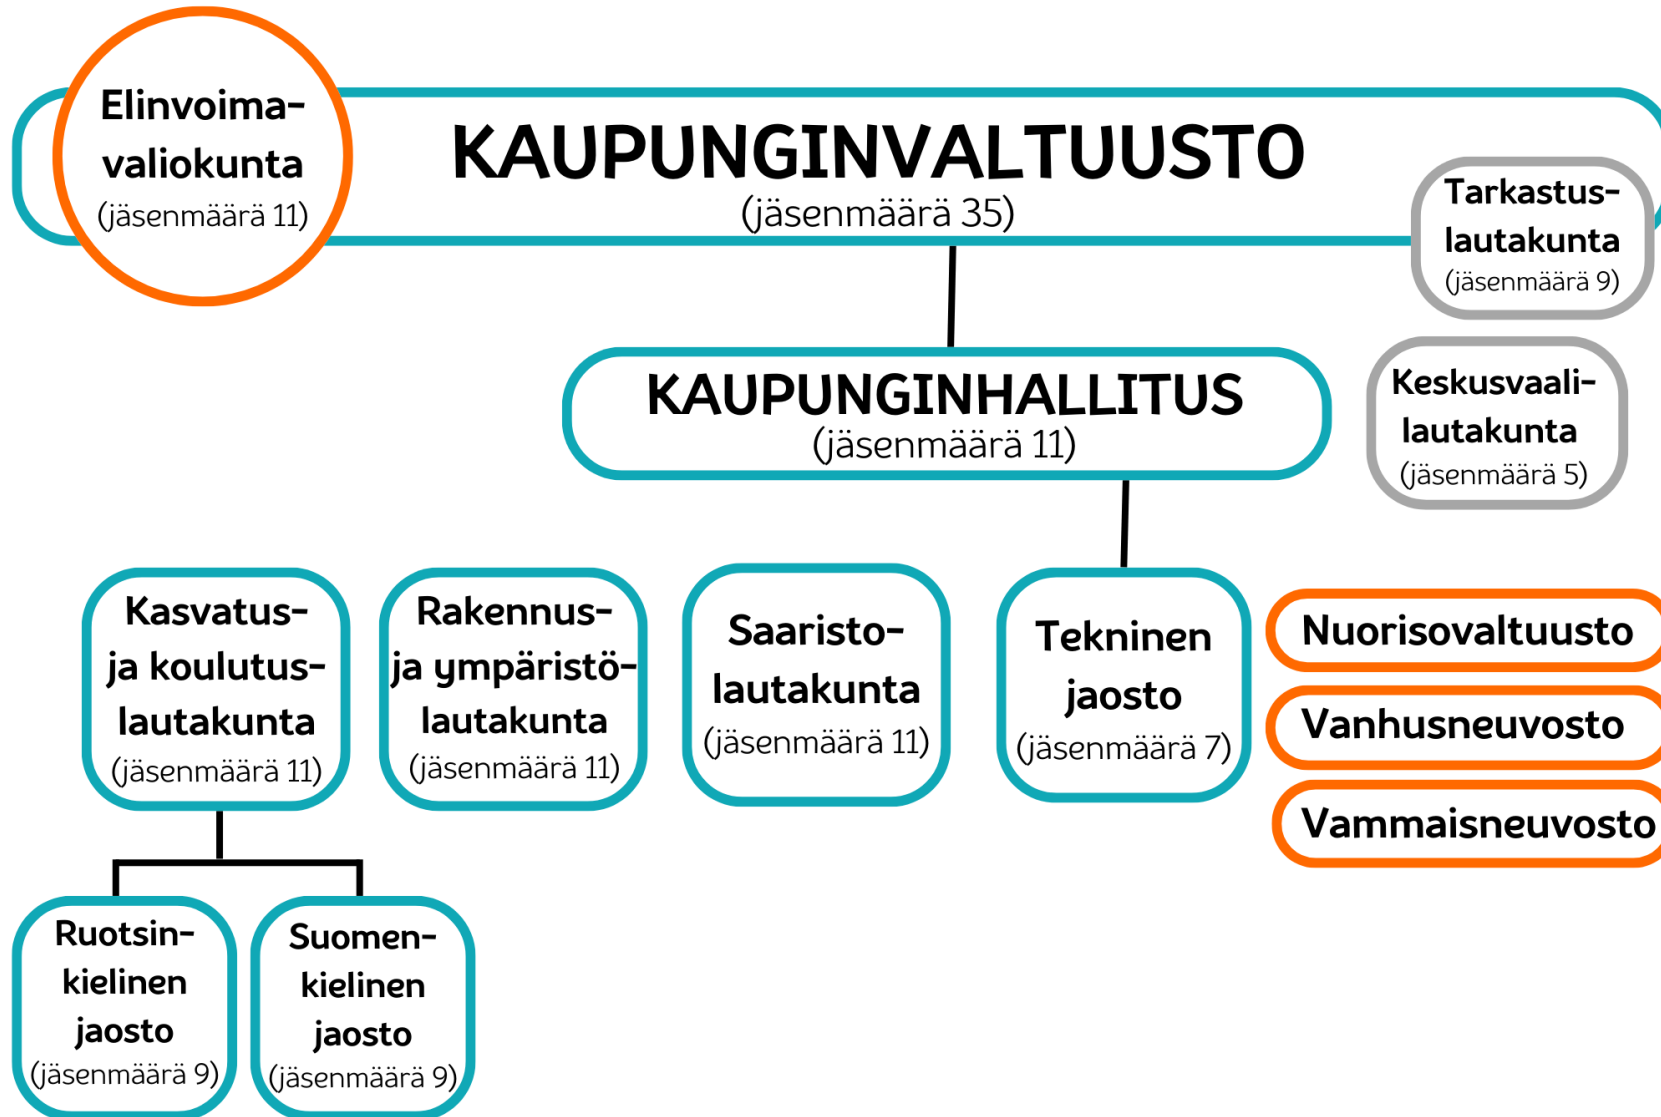 Elinvoima-
valiokunta
(jäsenmäärä 11)
KAUPUNGINVALTUUSTO
(jäsenmäärä 35)
Tarkastus-
lautakunta
(jäsenmäärä 9)
KAUPUNGINHALLITUS
(jäsenmäärä 11)
Keskusvaali-
lautakunta
(jäsenmäärä 5)
Kasvatus-
ja koulutus-
lautakunta
(jäsenmäärä 11)
Rakennus-
ja ympäristö-
lautakunta
(jäsenmäärä 11)
Saaristo-
lautakunta
(jäsenmäärä 11)
Tekninen
jaosto
(jäsenmäärä 7)
Nuorisovaltuusto
Vanhusneuvosto
Vammaisneuvosto
Ruotsin-
kielinen
jaosto
(jäsenmäärä 9)
Suomen-
kielinen
jaosto
(jäsenmäärä 9)